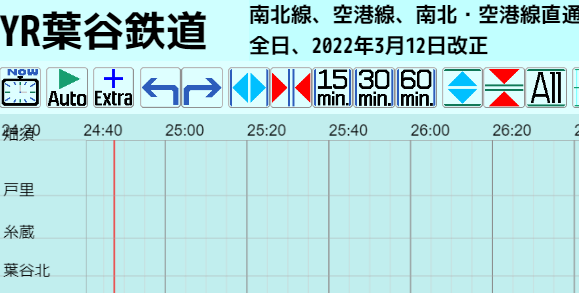 YR葉谷鉄道
南北線、空港線、南北・空港線直通
全日、2022年3月12日改正
Now
Auto
Extra
15 min.
30 min.
60 min.
All
24:20 24:40 25:00 25:20 25:40 26:00 26:20 2
畑須
戸里
糸蔵
葉谷北